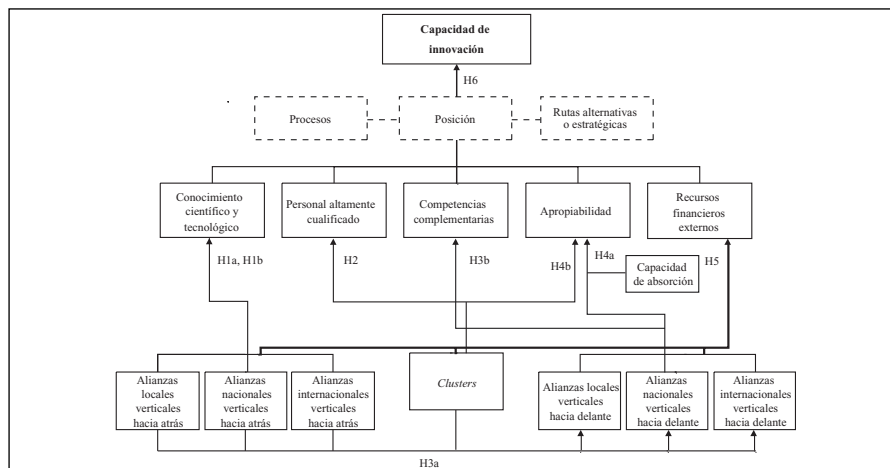 Capacidad de
innovación
H6
Procesos
Posición
Rutas alternativas
o estratégicas
Conocimiento
científico y
tecnológico
Personal altamente
cualificado
Competencias
complementarias
Apropiabilidad
Recursos
financieros
externos
H1a, H1b
H2
H3b
H4b
H4a
H5
Capacidad
de absorción
Alianzas
locales
verticales
hacia atrás
Alianzas
nacionales
verticales
hacia atrás
Alianzas
internacionales
verticales
hacia atrás
Clusters
Alianzas locales
verticales
hacia delante
Alianzas
nacionales
verticales
hacia delante
Alianzas
internacionales
verticales
hacia delante
H3a